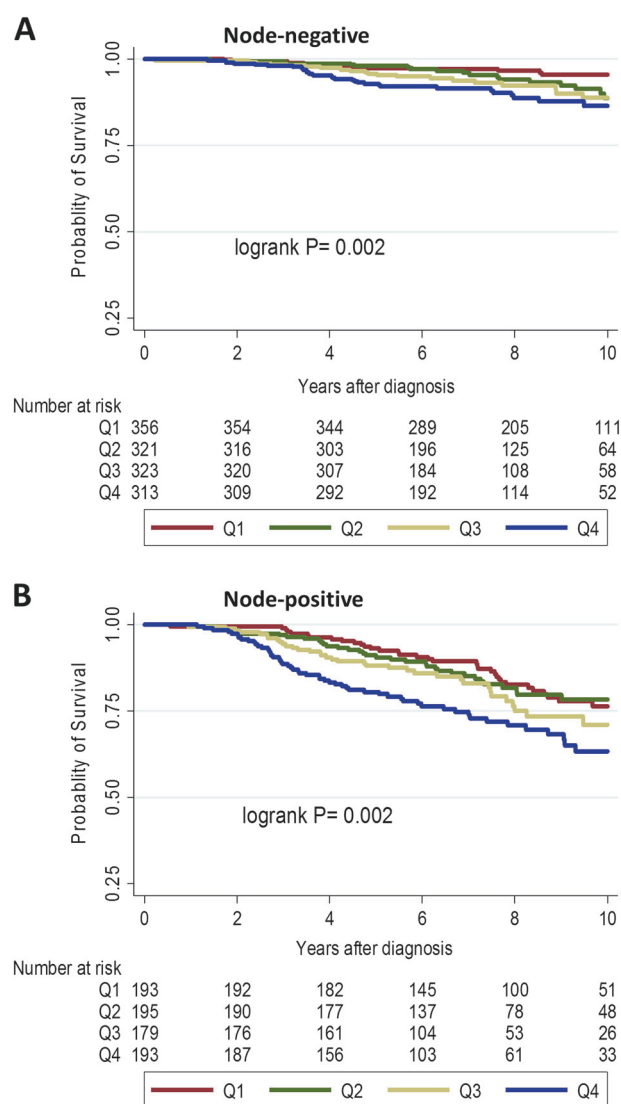 A
Node-negative
1.00
0.75
0.50
0.25
Probablity of Survival
logrank P= 0.002
0 2 4 6 8 10
Years after diagnosis
Number at risk
Q1 356 354 344 289 205 111
Q2 321 316 303 196 125 64
Q3 323 320 307 184 108 58
Q4 313 309 292 192 114 52
Q1 Q2 Q3 Q4
B
Node-positive
1.00
0.75
0.50
0.25
Probablity of Survival
logrank P= 0.002
0 2 4 6 8 10
Years after diagnosis
Number at risk
Q1 193 192 182 145 100 51
Q2 195 190 177 137 78 48
Q3 179 176 161 104 53 26
Q4 193 187 156 103 61 33
Q1 Q2 Q3 Q4